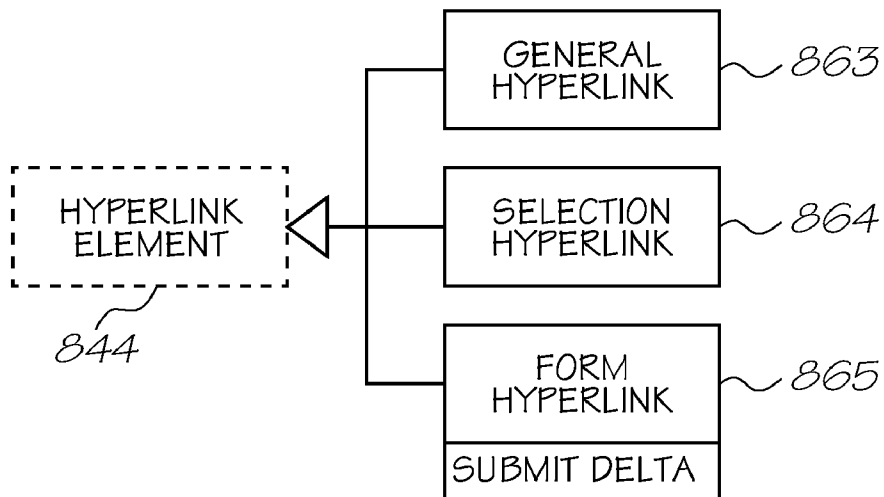 GENERAL
HYPERLINK
863
HYPERLINK
ELEMENT
844
SELECTION
HYPERLINK
864
FORM
HYPERLINK
865
SUBMIT DELTA